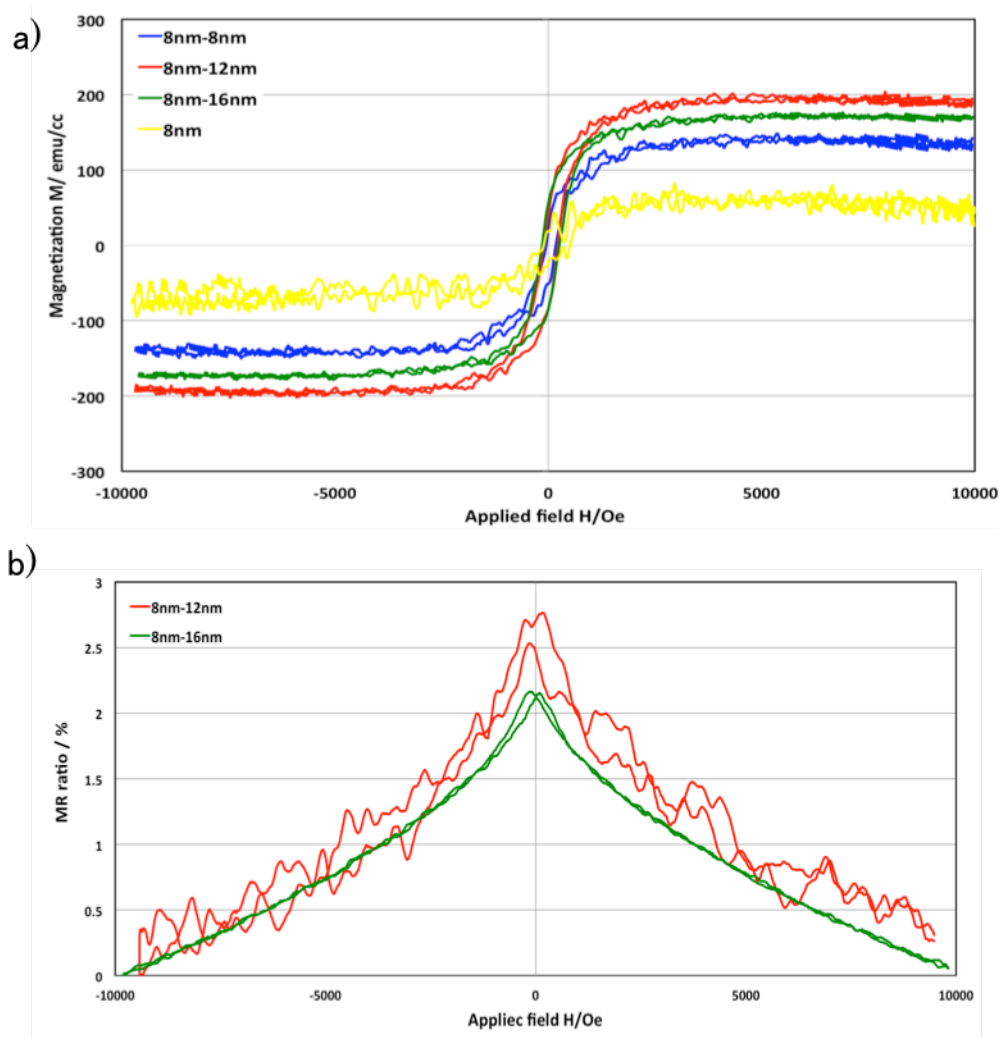 a)
300
8nm-8nm
8nm-12nm
8nm-16nm
8nm
200
100
0
-100
-200
-300
Magnetization M/ emu/cc
-10000 -5000 0 5000 10000
Applied field H/Oe
b)
3
8nm-12nm
8nm-16nm
2.5
2
1.5
1
0.5
0
MR ratio / %
-10000 -5000 0 5000 10000
Appliec field H/Oe